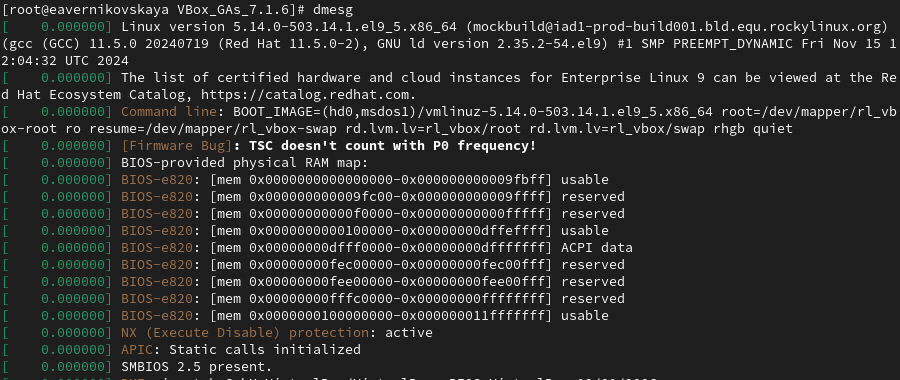 [root@eavernikovskaya VBox_GAs_7.1.6]# dmesg
[    0.000000] Linux version 5.14.0-503.14.1.el9_5.x86_64 (mockbuild@iad1-prod-build001.bld.equ.rockylinux.org)
(gcc (GCC) 11.5.0 20240719 (Red Hat 11.5.0-2), GNU ld version 2.35.2-54.el9) #1 SMP PREEMPT_DYNAMIC Fri Nov 15 1
2:04:32 UTC 2024
[    0.000000] The list of certified hardware and cloud instances for Enterprise Linux 9 can be viewed at the Re
d Hat Ecosystem Catalog, https://catalog.redhat.com.
[    0.000000] Command line: BOOT_IMAGE=(hd0,msdos1)/vmlinuz-5.14.0-503.14.1.el9_5.x86_64 root=/dev/mapper/rl_vb
ox-root ro resume=/dev/mapper/rl_vbox-swap rd.lvm.lv=rl_vbox/root rd.lvm.lv=rl_vbox/swap rhgb quiet
[    0.000000] [Firmware Bug]: TSC doesn't count with P0 frequency!
[    0.000000] BIOS-provided physical RAM map:
[    0.000000] BIOS-e820: [mem 0x0000000000000000-0x000000000009fbff] usable
[    0.000000] BIOS-e820: [mem 0x000000000009fc00-0x000000000009ffff] reserved
[    0.000000] BIOS-e820: [mem 0x00000000000f0000-0x00000000000fffff] reserved
[    0.000000] BIOS-e820: [mem 0x0000000000100000-0x00000000dffeffff] usable
[    0.000000] BIOS-e820: [mem 0x00000000dfff0000-0x00000000dfffffff] ACPI data
[    0.000000] BIOS-e820: [mem 0x00000000fec00000-0x00000000fec00fff] reserved
[    0.000000] BIOS-e820: [mem 0x00000000fee00000-0x00000000fee00fff] reserved
[    0.000000] BIOS-e820: [mem 0x00000000fffc0000-0x00000000ffffffff] reserved
[    0.000000] BIOS-e820: [mem 0x0000000100000000-0x000000011fffffff] usable
[    0.000000] NX (Execute Disable) protection: active
[    0.000000] APIC: Static calls initialized
[    0.000000] SMBIOS 2.5 present.